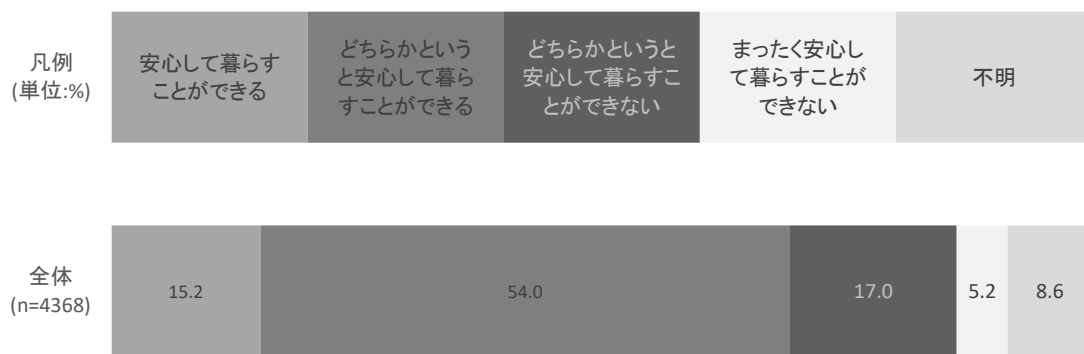 凡例
(単位:%)
安心して暮らす
ことができる
どちらかという
と安心して暮ら
すことができる
どちらかというと
安心して暮らすこ
とができない
まったく安心し
て暮らすことが
できない
不明
全体
(n=4368)
15.2
54.0
17.0
5.2
8.6